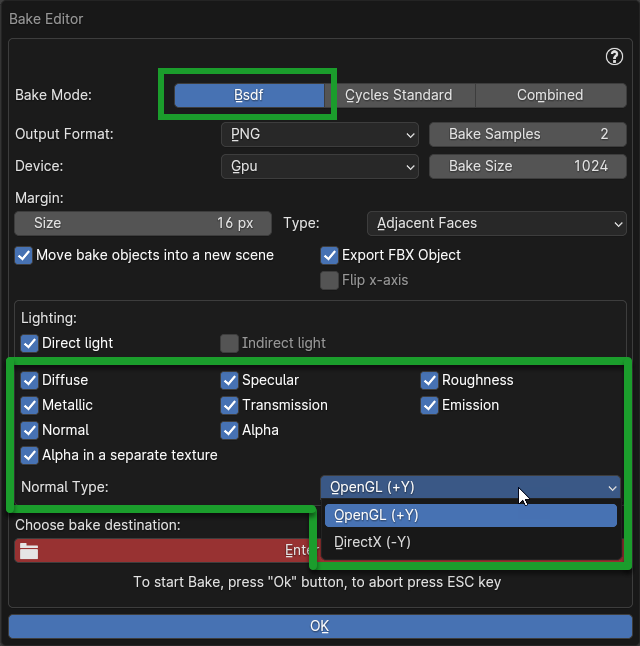 Bake Editor
?
Bake Mode: Bsdf Cycles Standard Combined
Output Format: PNG Bake Samples 2
Device: Gpu Bake Size 1024
Margin:
Size 16 px Type: Adjacent Faces
Move bake objects into a new scene Export FBX Object
Flip x-axis
Lighting:
Direct light Indirect light
Diffuse Specular Roughness
Metallic Transmission Emission
Normal Alpha
Alpha in a separate texture
Normal Type: OpenGL (+Y)
OpenGL (+Y)
Choose bake destination:
DirectX (-Y)
To start Bake, press "Ok" button, to abort press ESC key
OK